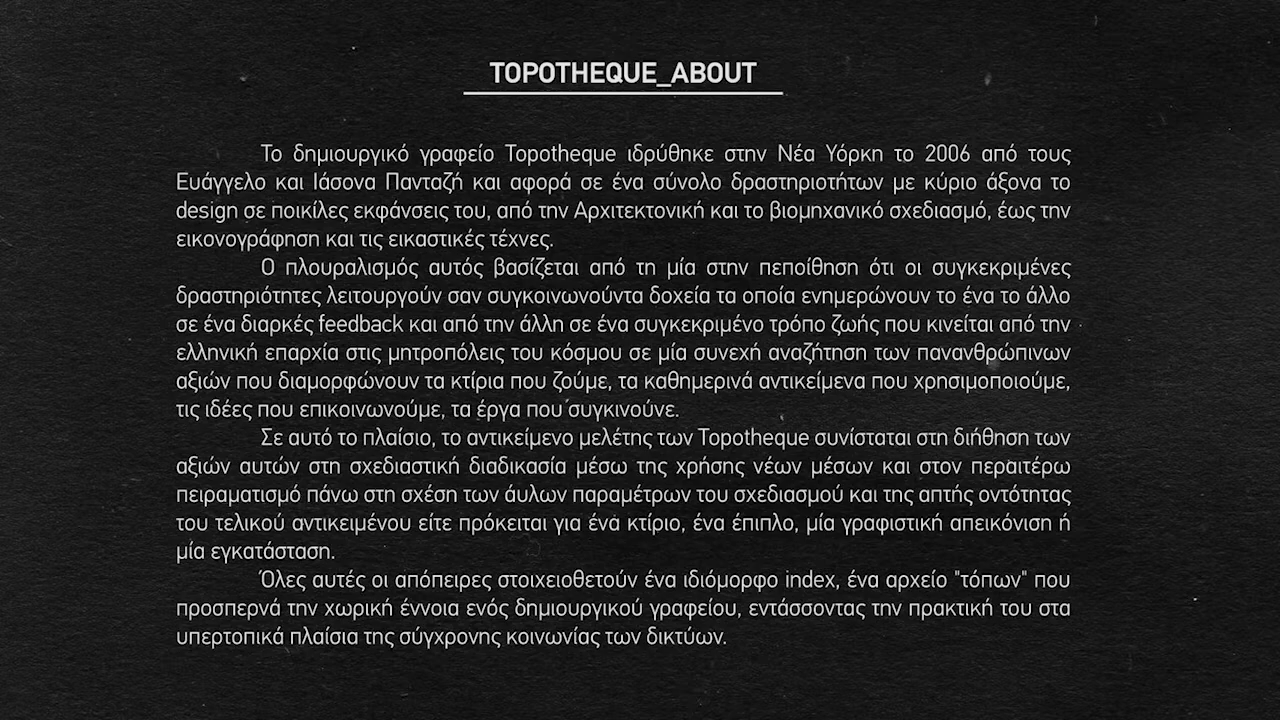 TOPOTHEQUE_ABOUT
Το δημιουργικό γραφείο Topotheque ιδρύθηκε στην Νέα Υόρκη το 2006 από τους
Ευάγγελο και Ιάσονα Πανταζή και αφορά σε ένα σύνολο δραστηριοτήτων με κύριο άξονα το
design σε ποικίλες εκφάνσεις του, από την Αρχιτεκτονική και το βιομηχανικό σχεδιασμό, έως την
εικονογράφηση και τις εικαστικές τέχνες.
Ο πλουραλισμός αυτός βασίζεται από τη μία στην πεποίθηση ότι οι συγκεκριμένες
δραστηριότητες λειτουργούν σαν συγκοινωνούντα δοχεία τα οποία ενημερώνουν το ένα το άλλο
σε ένα διαρκές feedback και από την άλλη σε ένα συγκεκριμένο τρόπο ζωής που κινείται από την
ελληνική επαρχία στις μητροπόλεις του κόσμου σε μία συνεχή αναζήτηση των πανανθρώπινων
αξιών που διαμορφώνουν τα κτίρια που ζούμε, τα καθημερινά αντικείμενα που χρησιμοποιούμε,
τις ιδέες που επικοινωνούμε, τα έργα που συγκινούνε.
Σε αυτό το πλαίσιο, το αντικείμενο μελέτης των Topotheque συνίσταται στη διήθηση των
αξιών αυτών στη σχεδιαστική διαδικασία μέσω της χρήσης νέων μέσων και στον περαιτέρω
πειραματισμό πάνω στη σχέση των άυλων παραμέτρων του σχεδιασμού και της απτής οντότητας
του τελικού αντικειμένου είτε πρόκειται για ένα κτίριο, ένα έπιπλο, μία γραφιστική απεικόνιση ή
μία εγκατάσταση.
Όλες αυτές οι απόπειρες στοιχειοθετούν ένα ιδιόμορφο index, ένα αρχείο "τόπων" που
προσπερνά την χωρική έννοια ενός δημιουργικού γραφείου, εντάσσοντας την πρακτική του στα
υπερτοπικά πλαίσια της σύγχρονης κοινωνίας των δικτύων.